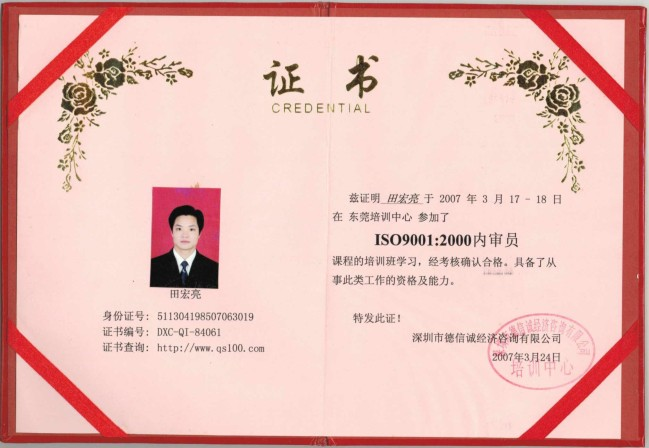 证书
CREDENTIAL
田宏亮
身份证号: 511304198507063019
证书编号: DXC-QI-84061
证书查询: http://www.qs100.com
兹证明 田宏亮 于 2007 年 3 月 17 - 18 日
在 东莞培训中心 参加了
ISO9001:2000内审员
课程的培训班学习，经考核确认合格。具备了从
事此类工作的资格及能力。
特发此证！
深圳市德信诚经济咨询有限公司
2007年3月24日
培训中心